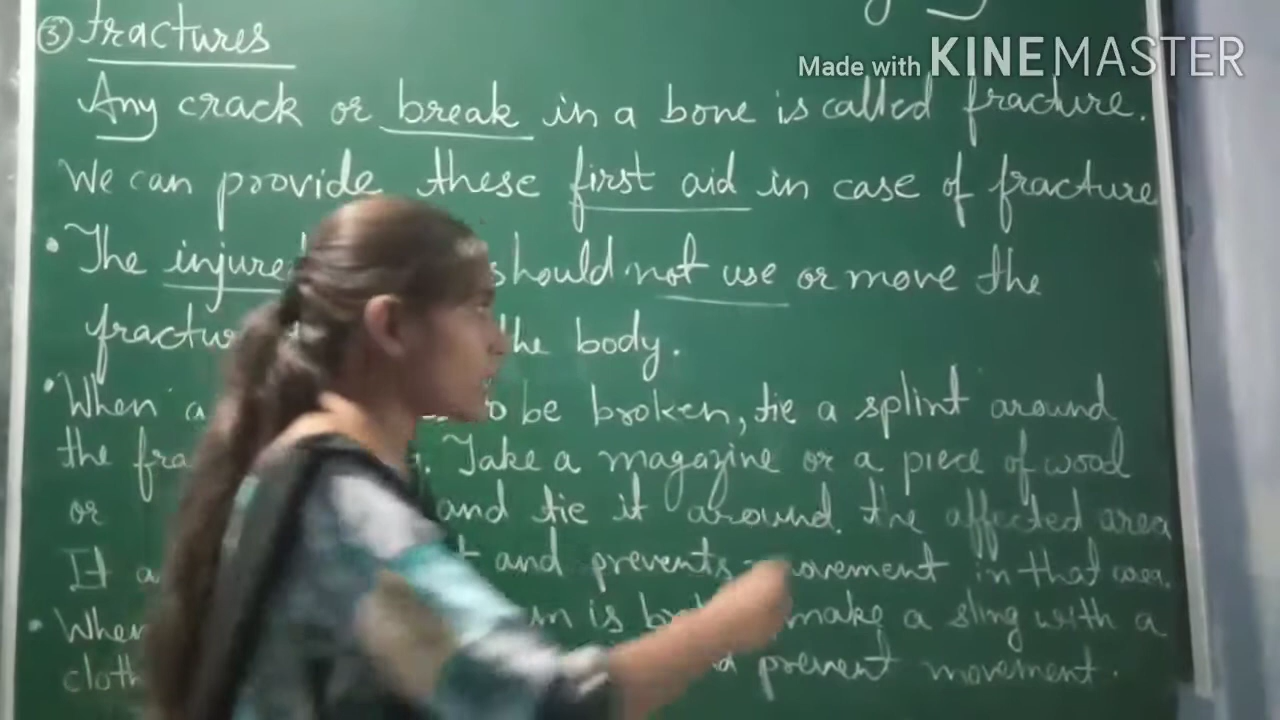 Made with KINEMASTER
③ Fractures
Any crack or break in a bone is called fracture.
We can provide these first aid in case of fracture
• The injure should not use or move the
fractu the body.
• When a to be broken, tie a splint around
the fra . Take a magazine or a piece of wood
or and tie it around. the affected area
It a and prevents movement in that area.
• When is make a sling with a
cloth prevent movement.